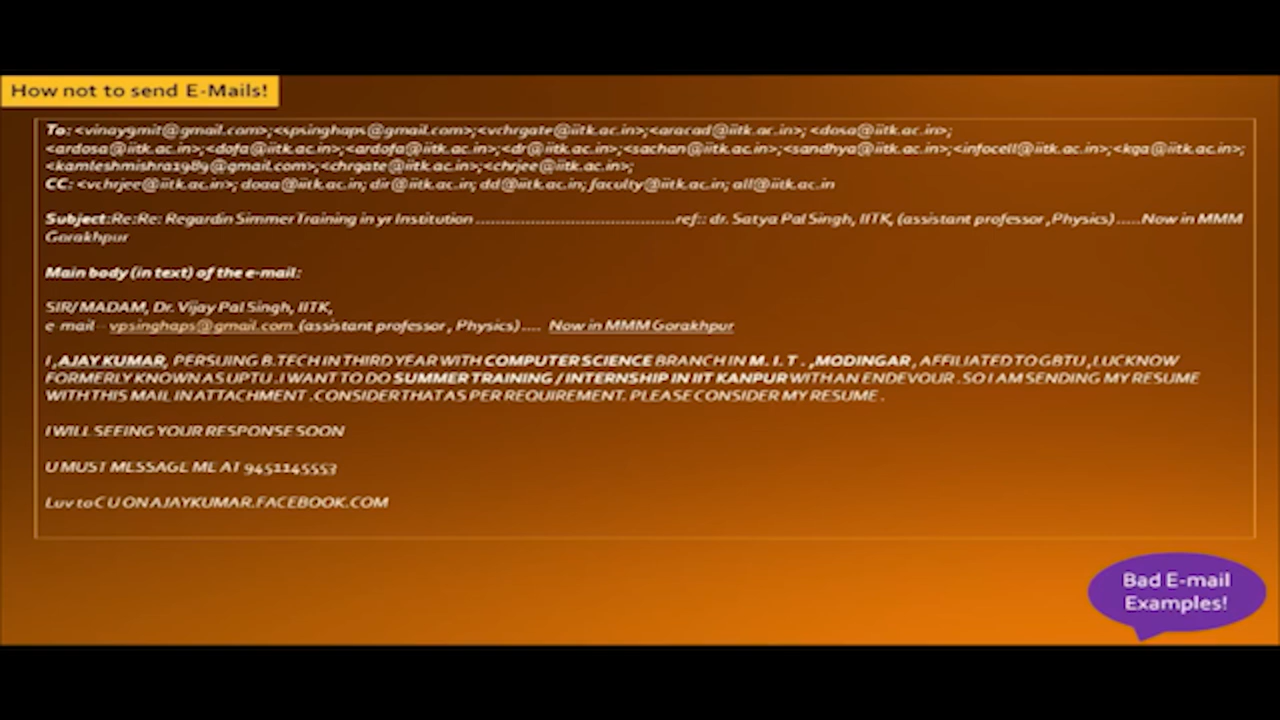 How not to send E-Mails!
To: <vinay9mit@gmail.com>;<spsinghaps@gmail.com>;<vchrgate@iitk.ac.in>;<aracad@iitk.ac.in>; <dosa@iitk.ac.in>;
<ardosa@iitk.ac.in>;<dofa@iitk.ac.in>;<ardofa@iitk.ac.in>;<dr@iitk.ac.in>;<sachan@iitk.ac.in>;<sandhya@iitk.ac.in>;<infocell@iitk.ac.in>;<kga@iitk.ac.in>;
<kamleshmishra1989@gmail.com>;<chrgate@iitk.ac.in>;<chrjee@iitk.ac.in>;
CC: <vchrjee@iitk.ac.in>; doaa@iitk.ac.in; dir@iitk.ac.in; dd@iitk.ac.in; faculty@iitk.ac.in; all@iitk.ac.in
Subject:Re:Re: Regardin Simmer Training in yr Institution ...............................................ref:: dr. Satya Pal Singh, IITK, (assistant professor ,Physics) .....Now in MMM
Gorakhpur
Main body (in text) of the e-mail:
SIR/ MADAM, Dr. Vijay Pal Singh, IITK,
e-mail-- vpsinghaps@gmail.com (assistant professor , Physics) .... Now in MMM Gorakhpur
I , AJAY KUMAR, PERSUING B.TECH IN THIRD YEAR WITH COMPUTER SCIENCE BRANCH IN M. I. T . ,MODINGAR , AFFILIATED TO GBTU , LUCKNOW
FORMERLY KNOWN AS UPTU . I WANT TO DO SUMMER TRAINING / INTERNSHIP IN IIT KANPUR WITH AN ENDEVOUR . SO I AM SENDING MY RESUME
WITH THIS MAIL IN ATTACHMENT . CONSIDER THAT AS PER REQUIREMENT. PLEASE CONSIDER MY RESUME .
I WILL SEEING YOUR RESPONSE SOON
U MUST MESSAGE ME AT 9451145553
Luv to C U ON AJAYKUMAR.FACEBOOK.COM
Bad E-mail
Examples!